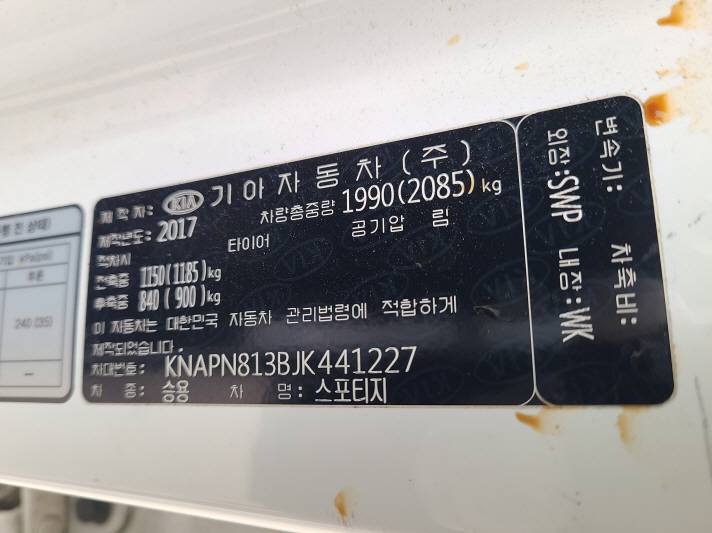 제작자: KIA 기아자동차(주)
제작년도: 2017 차량총중량 1990(2085)kg
적차시 타이어 공기압 림
전축중 1150(1185)kg
후축중 840( 900)kg
이 자동차는 대한민국 자동차 관리법령에 적합하게
제작되었습니다.
차대번호: KNAPN813BJK441227
차 종: 승용 차 명: 스포티지
변속기: 차축비:
외장:SWP 내장:WK
240 (35)